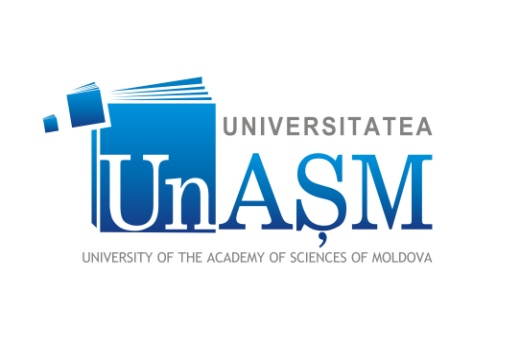 UNIVERSITATEA
UnAȘM
UNIVERSITY OF THE ACADEMY OF SCIENCES OF MOLDOVA